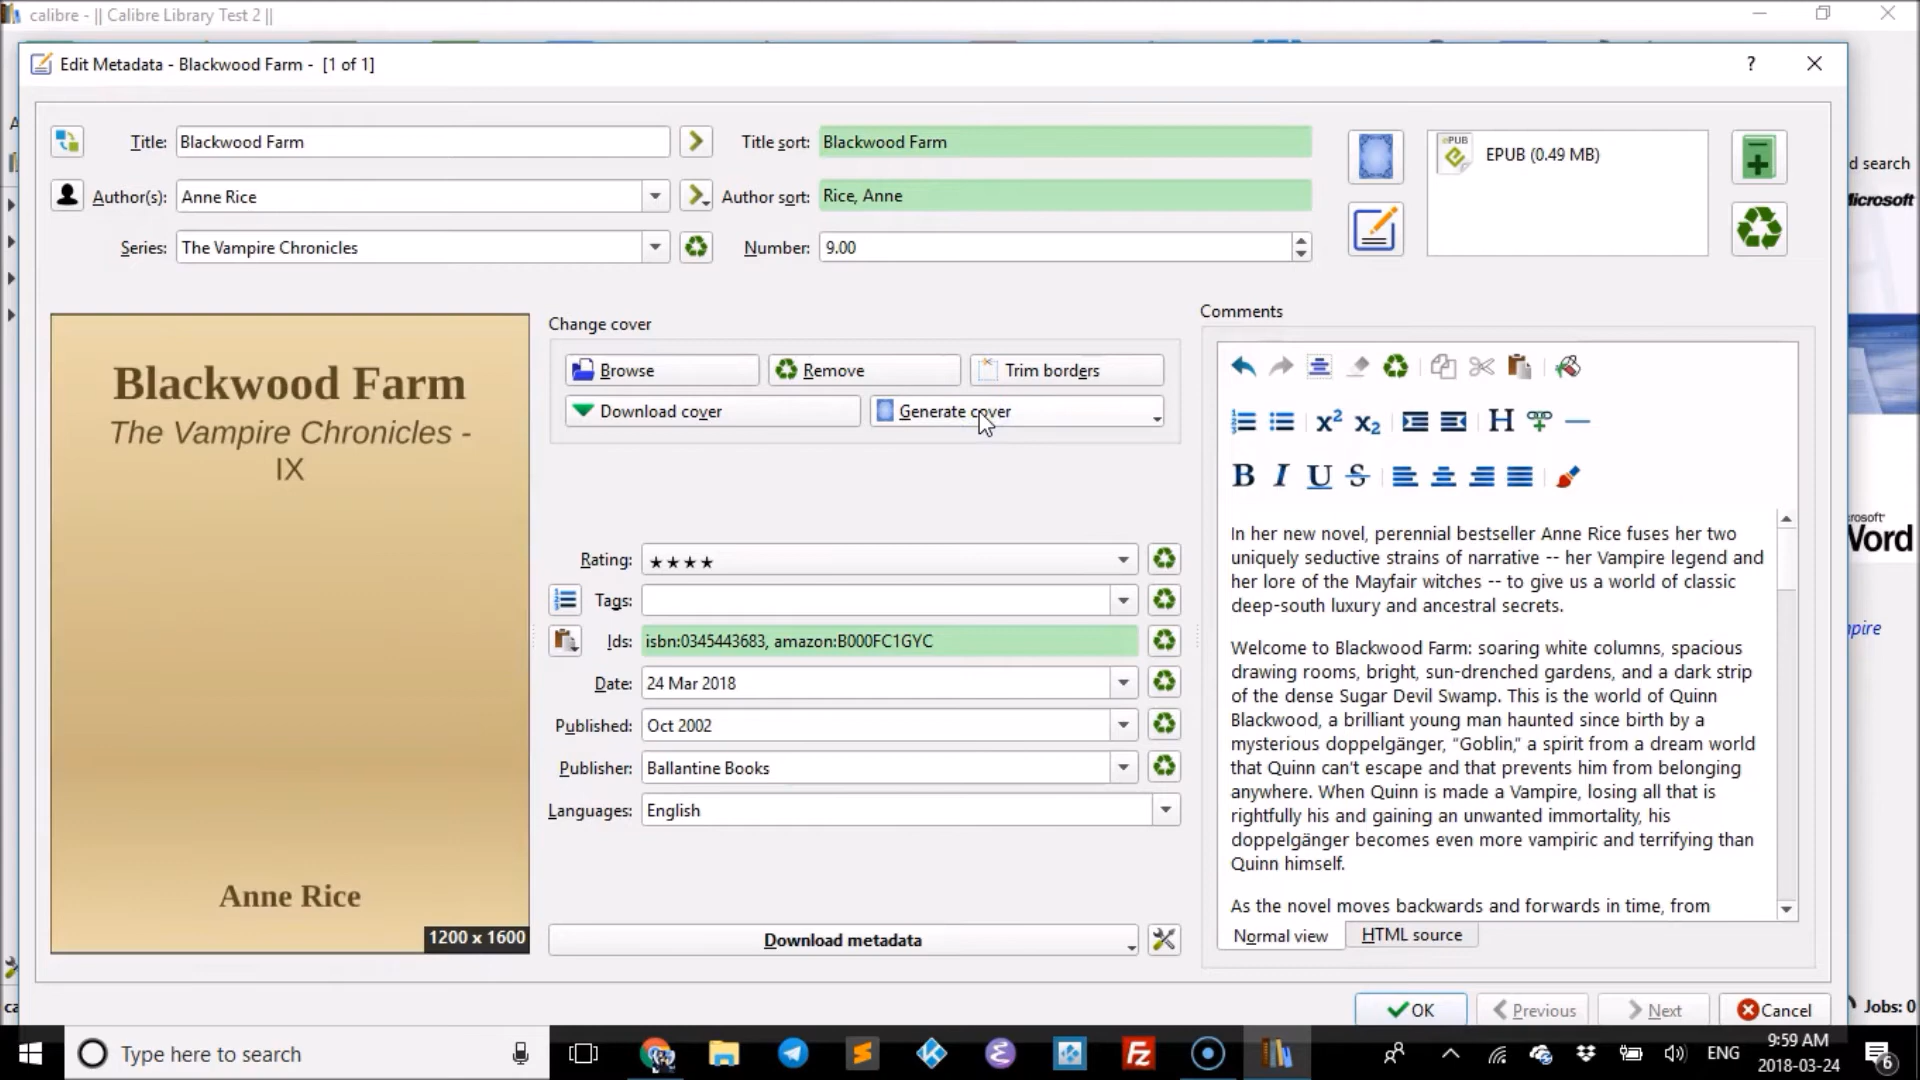 calibre - || Calibre Library Test 2 ||
Edit Metadata - Blackwood Farm - [1 of 1]
?
Title: Blackwood Farm
Title sort: Blackwood Farm
EPUB
EPUB (0.49 MB)
d search
Author(s): Anne Rice
Author sort: Rice, Anne
icrosoft
Series: The Vampire Chronicles
Number: 9.00
Blackwood Farm
The Vampire Chronicles -
IX
Anne Rice
1200 x 1600
Change cover
Browse
Remove
Trim borders
Download cover
Generate cover
Rating: ★★★★
Tags:
Ids: isbn:0345443683, amazon:B000FC1GYC
Date: 24 Mar 2018
Published: Oct 2002
Publisher: Ballantine Books
Languages: English
Download metadata
Comments
X² X₂ H
B I U S
In her new novel, perennial bestseller Anne Rice fuses her two
uniquely seductive strains of narrative -- her Vampire legend and
her lore of the Mayfair witches -- to give us a world of classic
deep-south luxury and ancestral secrets.
Welcome to Blackwood Farm: soaring white columns, spacious
drawing rooms, bright, sun-drenched gardens, and a dark strip
of the dense Sugar Devil Swamp. This is the world of Quinn
Blackwood, a brilliant young man haunted since birth by a
mysterious doppelgänger, “Goblin,” a spirit from a dream world
that Quinn can't escape and that prevents him from belonging
anywhere. When Quinn is made a Vampire, losing all that is
rightfully his and gaining an unwanted immortality, his
doppelgänger becomes even more vampiric and terrifying than
Quinn himself.
As the novel moves backwards and forwards in time, from
Normal view
HTML source
rosoft
Word
pire
OK
Previous
Next
Cancel
ca
Jobs: 0
Type here to search
Fz
ENG
9:59 AM
2018-03-24
6